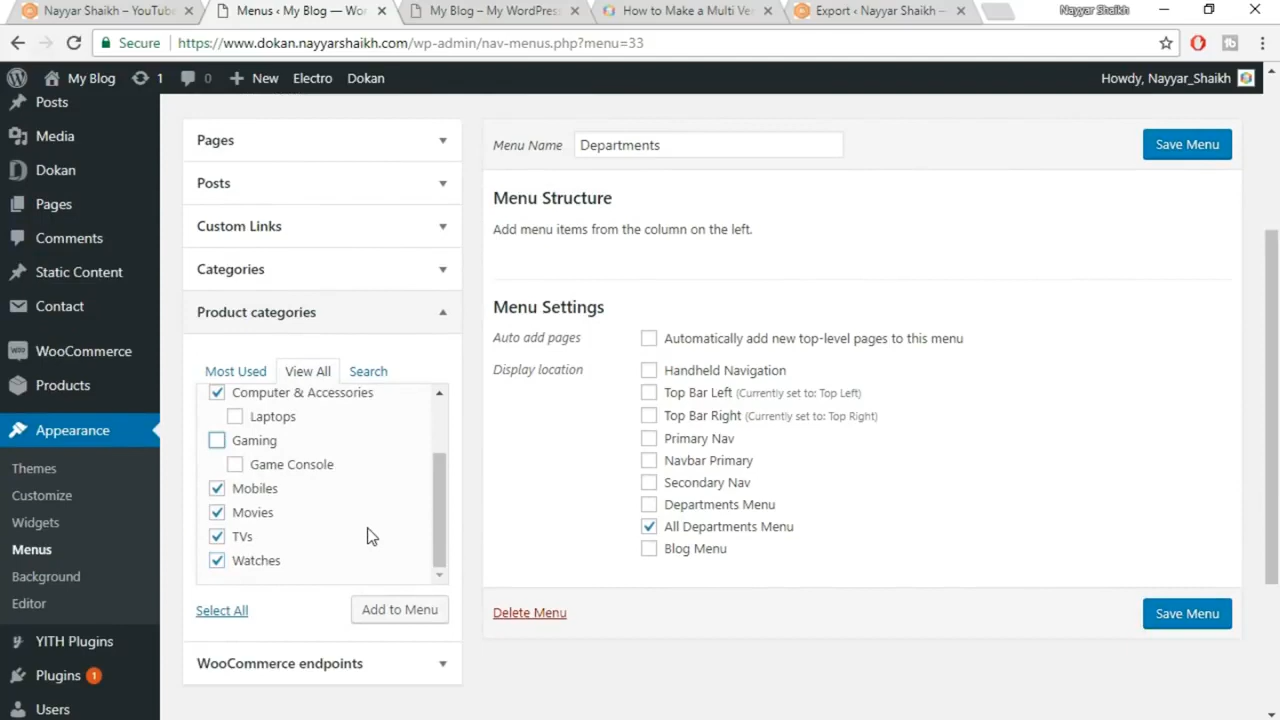 Nayyar Shaikh – YouTube
Menus ‹ My Blog — Wor
My Blog – My WordPress
How to Make a Multi Ve
Export ‹ Nayyar Shaikh —
Nayyar Shaikh
Secure
https://www.dokan.nayyarshaikh.com/wp-admin/nav-menus.php?menu=33
My Blog
1
0
New
Electro
Dokan
Howdy, Nayyar_Shaikh
Posts
Media
Dokan
Pages
Comments
Static Content
Contact
WooCommerce
Products
Appearance
Themes
Customize
Widgets
Menus
Background
Editor
YITH Plugins
Plugins 1
Users
Pages
Posts
Custom Links
Categories
Product categories
Most Used
View All
Search
Computer & Accessories
Laptops
Gaming
Game Console
Mobiles
Movies
TVs
Watches
Select All
Add to Menu
WooCommerce endpoints
Menu Name
Departments
Save Menu
Menu Structure
Add menu items from the column on the left.
Menu Settings
Auto add pages
Automatically add new top-level pages to this menu
Display location
Handheld Navigation
Top Bar Left (Currently set to: Top Left)
Top Bar Right (Currently set to: Top Right)
Primary Nav
Navbar Primary
Secondary Nav
Departments Menu
All Departments Menu
Blog Menu
Delete Menu
Save Menu